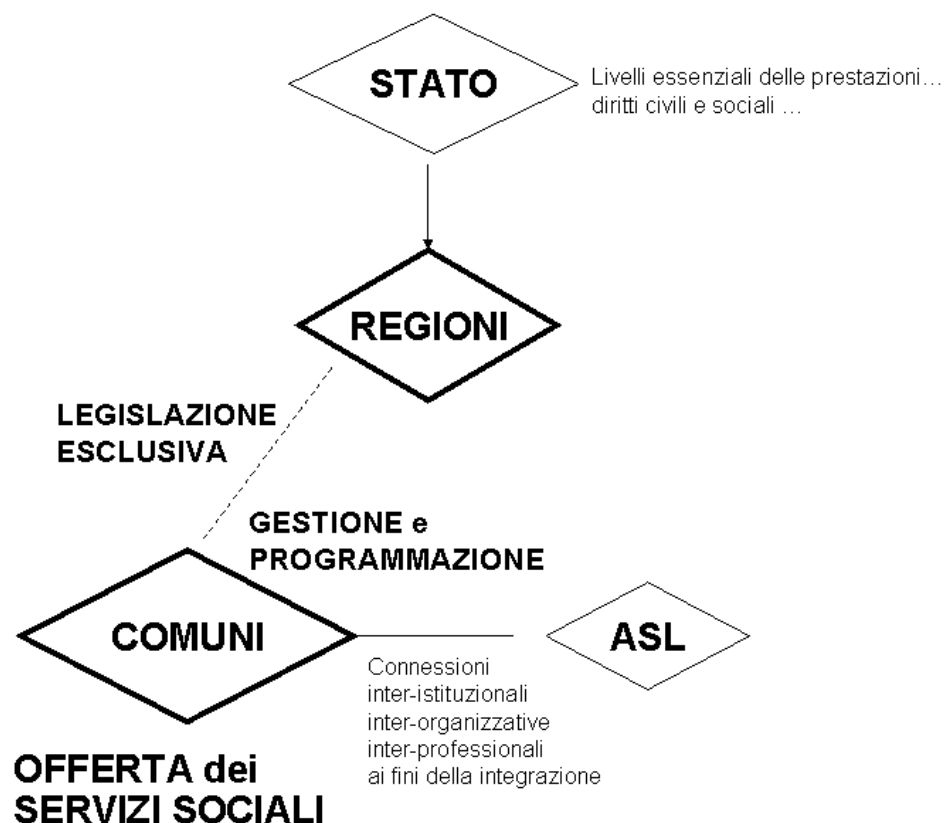 STATO
Livelli essenziali delle prestazioni...
diritti civili e sociali ...
REGIONI
LEGISLAZIONE
ESCLUSIVA
GESTIONE e
PROGRAMMAZIONE
COMUNI
ASL
Connessioni
inter-istituzionali
inter-organizzative
inter-professionali
ai fini della integrazione
OFFERTA dei
SERVIZI SOCIALI